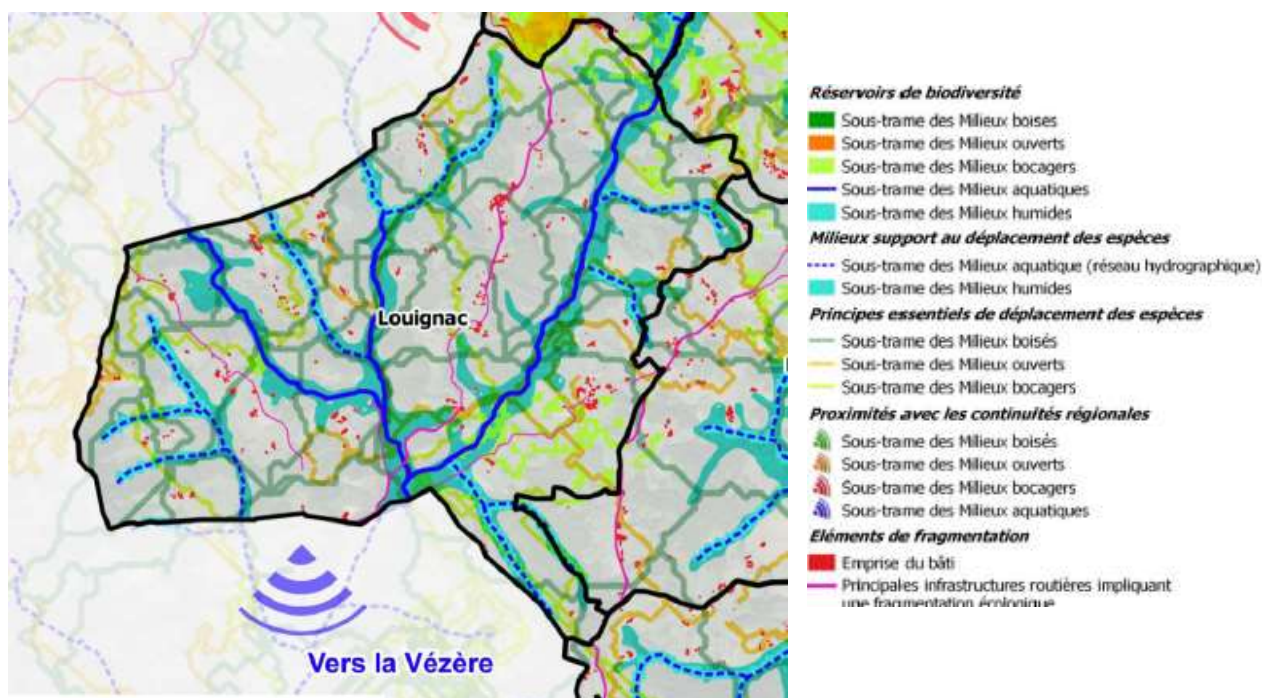 Louignac
Vers la Vézère
Réservoirs de biodiversité
Sous-trame des Milieux boises
Sous-trame des Milieux ouverts
Sous-trame des Milieux bocagers
Sous-trame des Milieux aquatiques
Sous-trame des Milieux humides
Milieux support au déplacement des espèces
Sous-trame des Milieux aquatique (réseau hydrographique)
Sous-trame des Milieux humides
Principes essentiels de déplacement des espèces
Sous-trame des Milieux boisés
Sous-trame des Milieux ouverts
Sous-trame des Milieux bocagers
Proximités avec les continuités régionales
Sous-trame des Milieux boisés
Sous-trame des Milieux ouverts
Sous-trame des Milieux bocagers
Sous-trame des Milieux aquatiques
Eléments de fragmentation
Emprise du bâti
Principales infrastructures routières impliquant
une fragmentation écologique